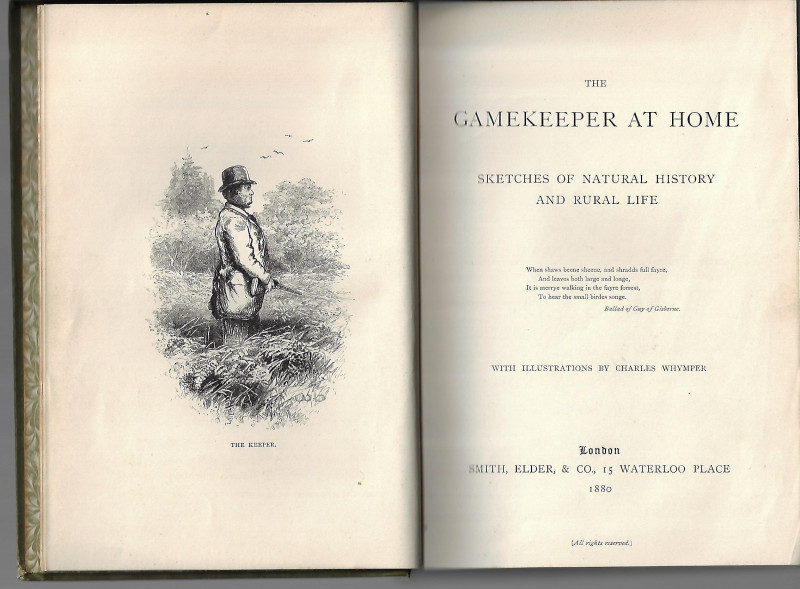 THE KEEPER.
THE
GAMEKEEPER AT HOME
SKETCHES OF NATURAL HISTORY
AND RURAL LIFE
When shaws beene sheene, and shradds full fayre,
And leaves both large and longe,
It is merrye walking in the fayre forrest,
To hear the small birdes songe.
Ballad of Guy of Gisborne.
WITH ILLUSTRATIONS BY CHARLES WHYMPER
London
SMITH, ELDER, & CO., 15 WATERLOO PLACE
1880
[All rights reserved.]